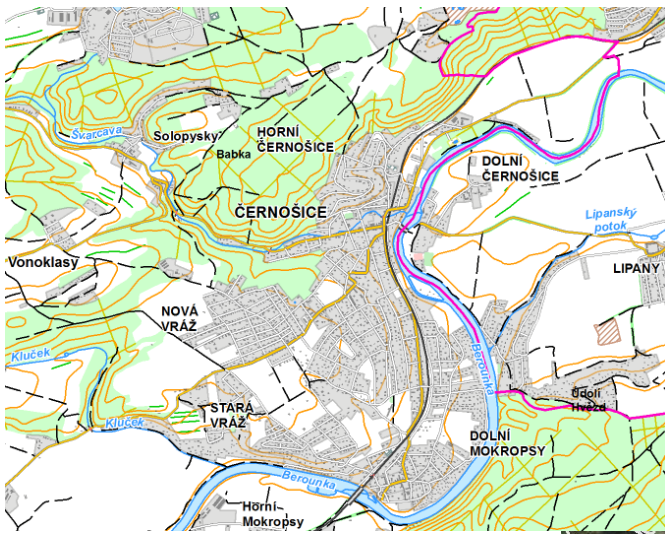 Švarcava
Solopysky
HORNÍ
ČERNOŠICE
Babka
DOLNÍ
ČERNOŠICE
ČERNOŠICE
Lipanský
potok
Vonoklasy
LIPANY
NOVÁ
VRÁŽ
Kluček
Berounka
Údolí
Hvězd
STARÁ
VRÁŽ
Kluček
DOLNÍ
MOKROPSY
Berounka
Horní
Mokropsy